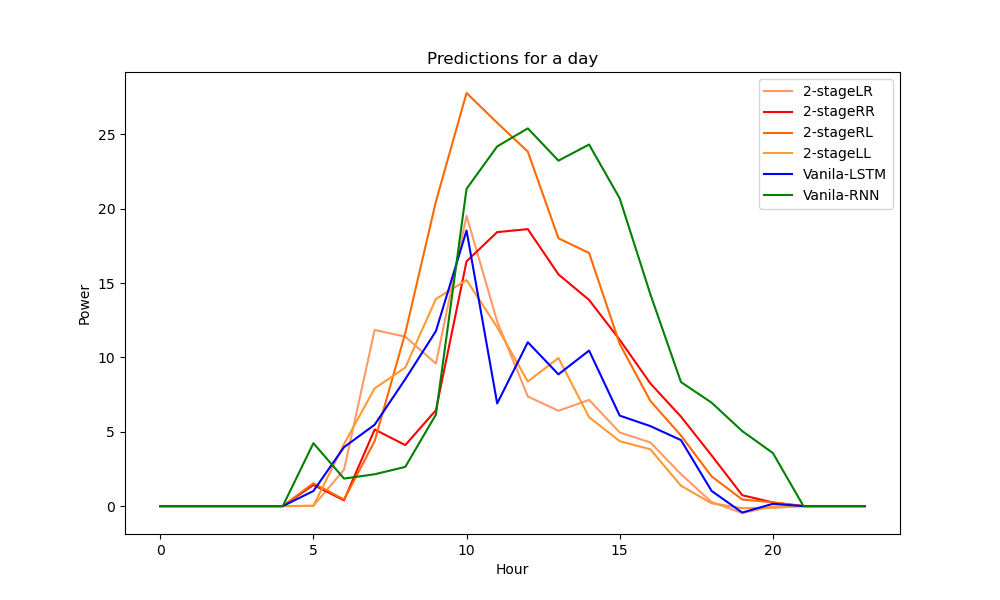 Predictions for a day
2-stageLR
2-stageRR
2-stageRL
2-stageLL
Vanila-LSTM
Vanila-RNN
Power
25
20
15
10
5
0
0 5 10 15 20
Hour